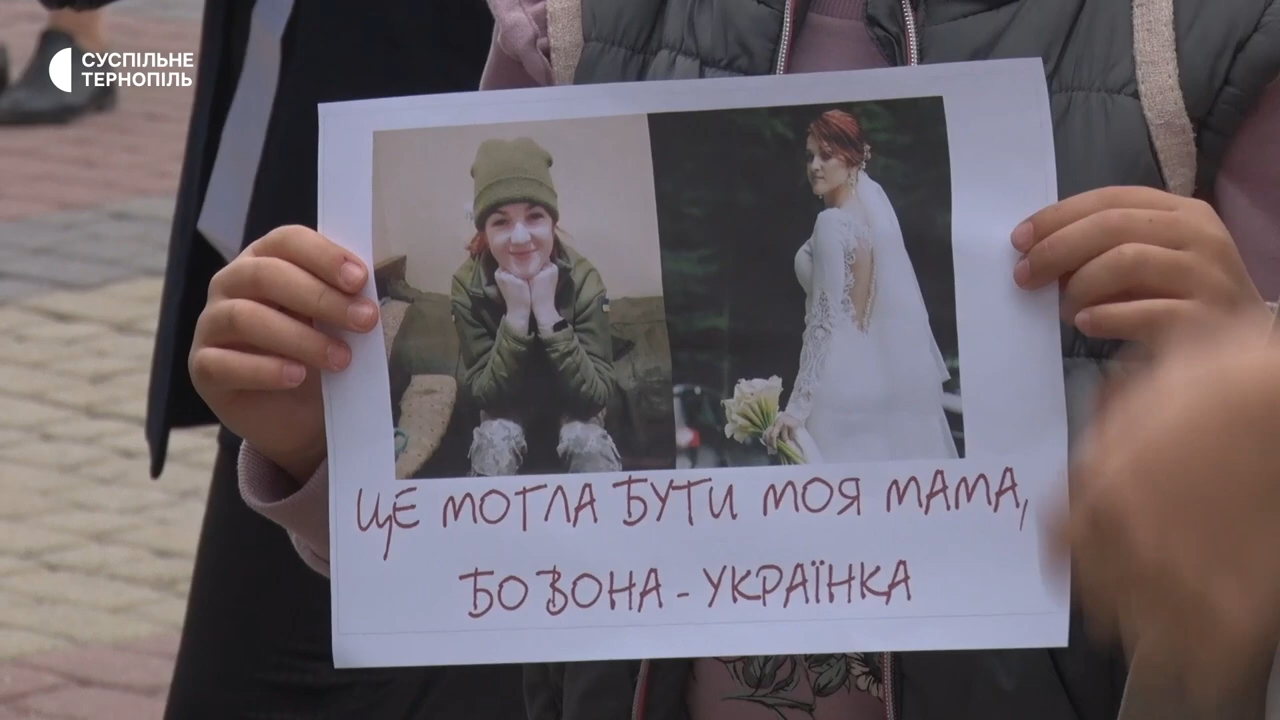 СУСПІЛЬНЕ
ТЕРНОПІЛЬ
ЦЕ МОГЛА БУТИ МОЯ МАМА,
БО ВОНА - УКРАЇНКА